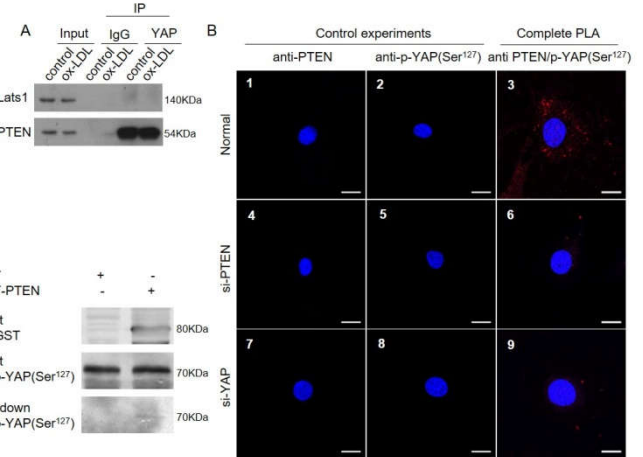 IP
A
Input
IgG
YAP
control
ox-LDL
control
ox-LDL
control
ox-LDL
Lats1
140KDa
PTEN
54KDa
+
-
-PTEN
-
+
GST
80KDa
-YAP(Ser127)
70KDa
down
-YAP(Ser127)
70KDa
B
Control experiments
Complete PLA
anti-PTEN
anti-p-YAP(Ser127)
anti PTEN/p-YAP(Ser127)
Normal
1
2
3
si-PTEN
4
5
6
si-YAP
7
8
9